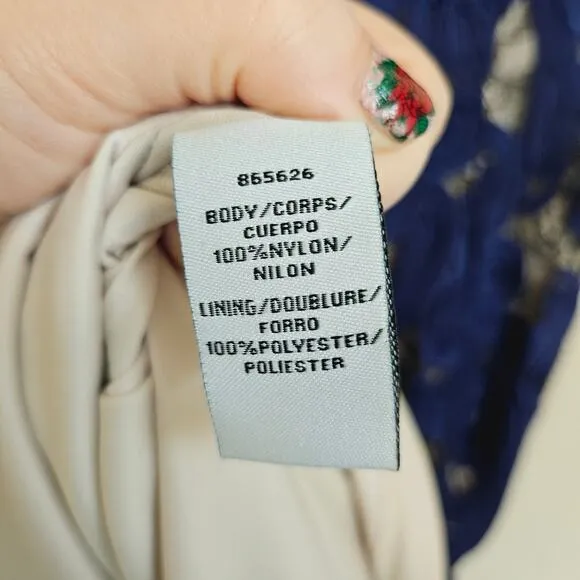 865626
BODY/CORPS/
CUERPO
100%NYLON/
NILON
LINING/DOUBLURE/
FORRO
100%POLYESTER/
POLIESTER